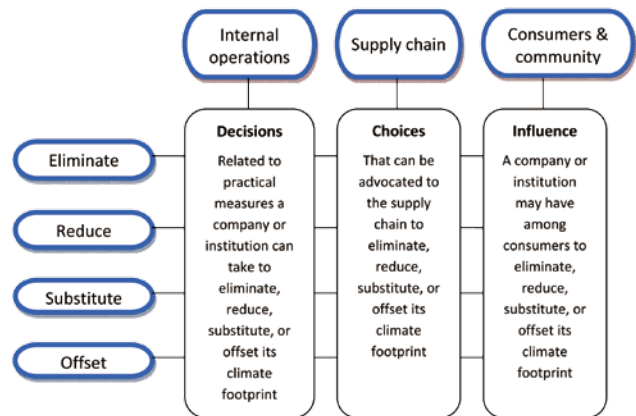 Internal
operations
Supply chain
Consumers &
community
Eliminate
Reduce
Substitute
Offset
Decisions
Related to
practical
measures a
company or
institution can
take to
eliminate,
reduce,
substitute, or
offset its
climate
footprint
Choices
That can be
advocated to
the supply
chain to
eliminate,
reduce,
substitute, or
offset its
climate
footprint
Influence
A company or
institution
may have
among
consumers to
eliminate,
reduce,
substitute, or
offset its
climate
footprint